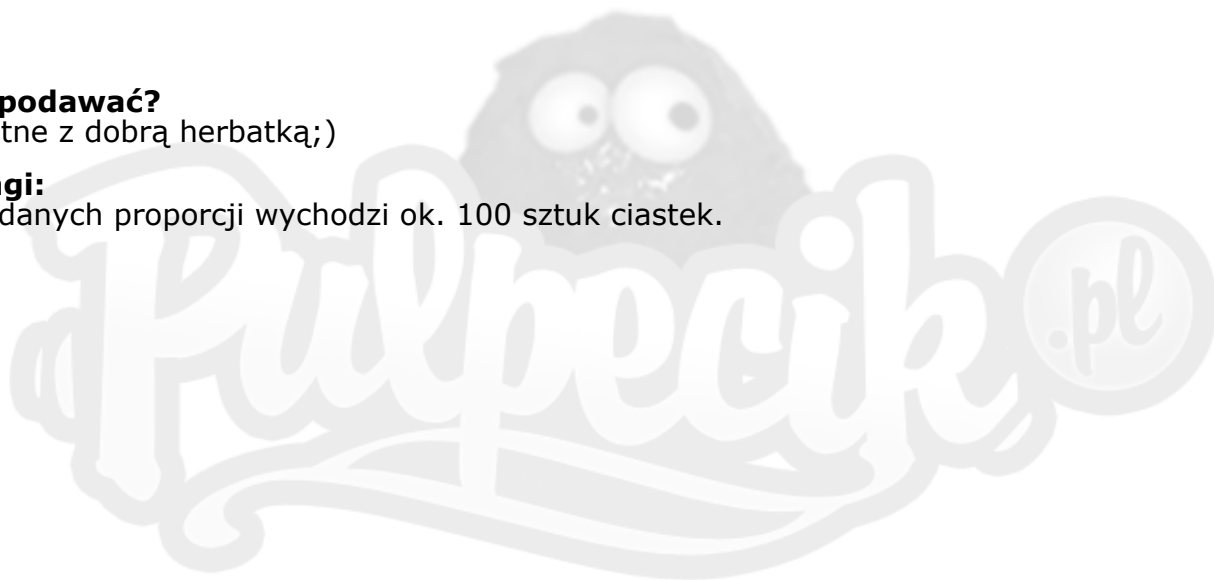 podawać?
tne z dobrą herbatką;)
gi:
danych proporcji wychodzi ok. 100 sztuk ciastek.
Pulpecik.pl